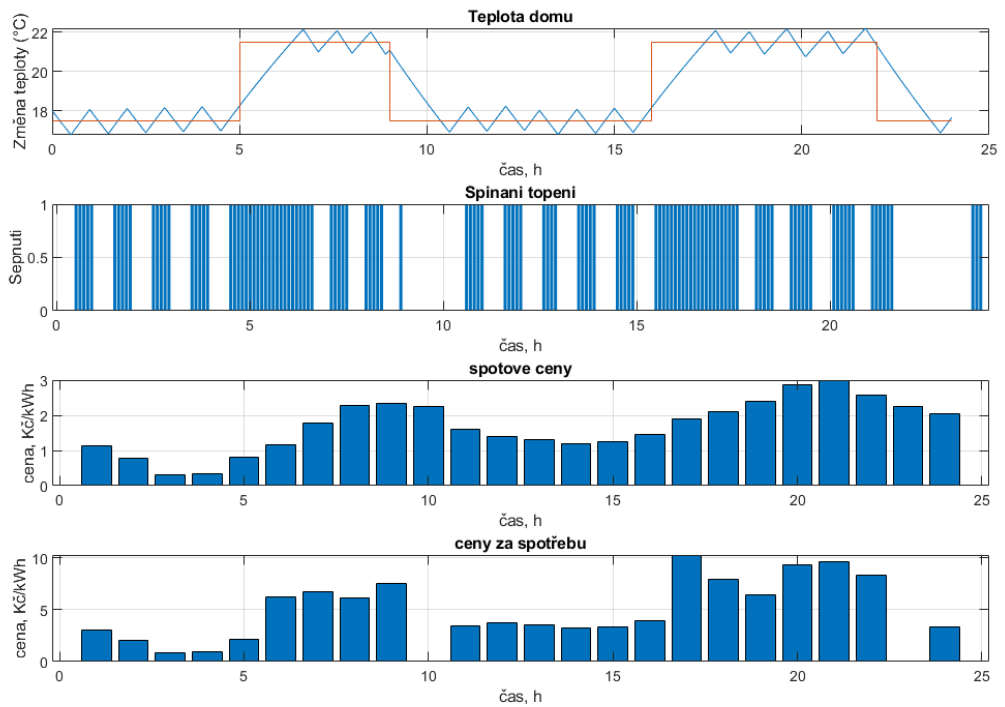 Teplota domu
Změna teploty (°C)
22
20
18
0 5 10 15 20 25
čas, h
Spinani topeni
Sepnuti
1
0.5
0
0 5 10 15 20
čas, h
spotove ceny
cena, Kč/kWh
3
2
1
0
0 5 10 15 20 25
čas, h
ceny za spotřebu
cena, Kč/kWh
10
5
0
0 5 10 15 20 25
čas, h